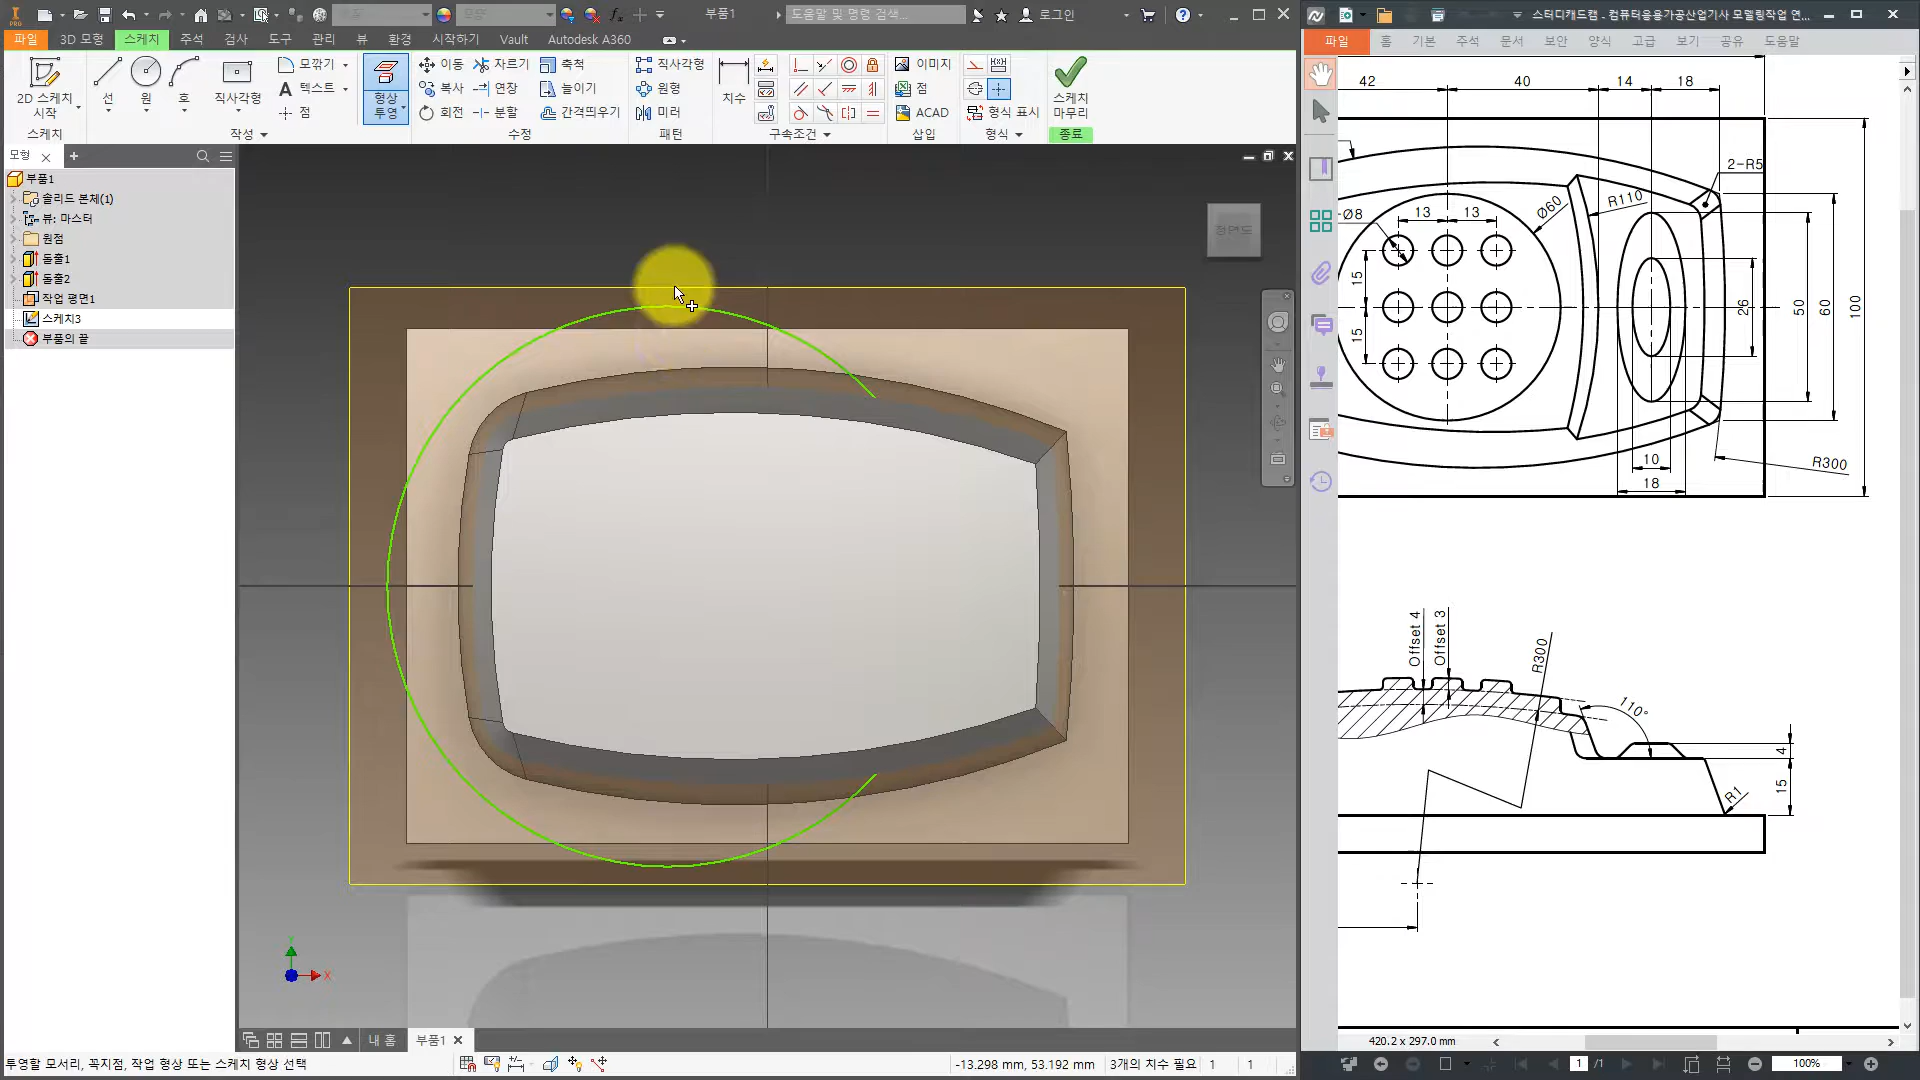 부품1
도움말 및 명령 검색...
로그인
스터디캐드캠 - 컴퓨터응용가공산업기사 모델링작업 연...
파일
3D 모형
스케치
주석
검사
도구
관리
뷰
환경
시작하기
Vault
Autodesk A360
파일
홈
기본
주석
문서
보안
양식
고급
보기
공유
도움말
2D 스케치
시작
선
원
호
직사각형
모깎기
텍스트
점
형상
투영
이동
자르기
축척
복사
연장
늘이기
회전
분할
간격띄우기
직사각형
원형
미러
치수
이미지
점
ACAD
형식 표시
스케치
마무리
스케치
작성
수정
패턴
구속조건
삽입
형식
종료
모형
부품1
솔리드 본체(1)
뷰: 마스터
원점
돌출1
돌출2
작업 평면1
스케치3
부품의 끝
정면도
X
42
40
14
18
2-R5
R110
Ø60
-Ø8
13
13
15
15
26
50
60
100
10
18
R300
Offset 4
Offset 3
R300
110°
4
15
R1
내 홈
부품1
420.2 x 297.0 mm
투영할 모서리, 꼭지점, 작업 형상 또는 스케치 형상 선택
-13.298 mm, 53.192 mm
3개의 치수 필요
1
1
1
/1
100%